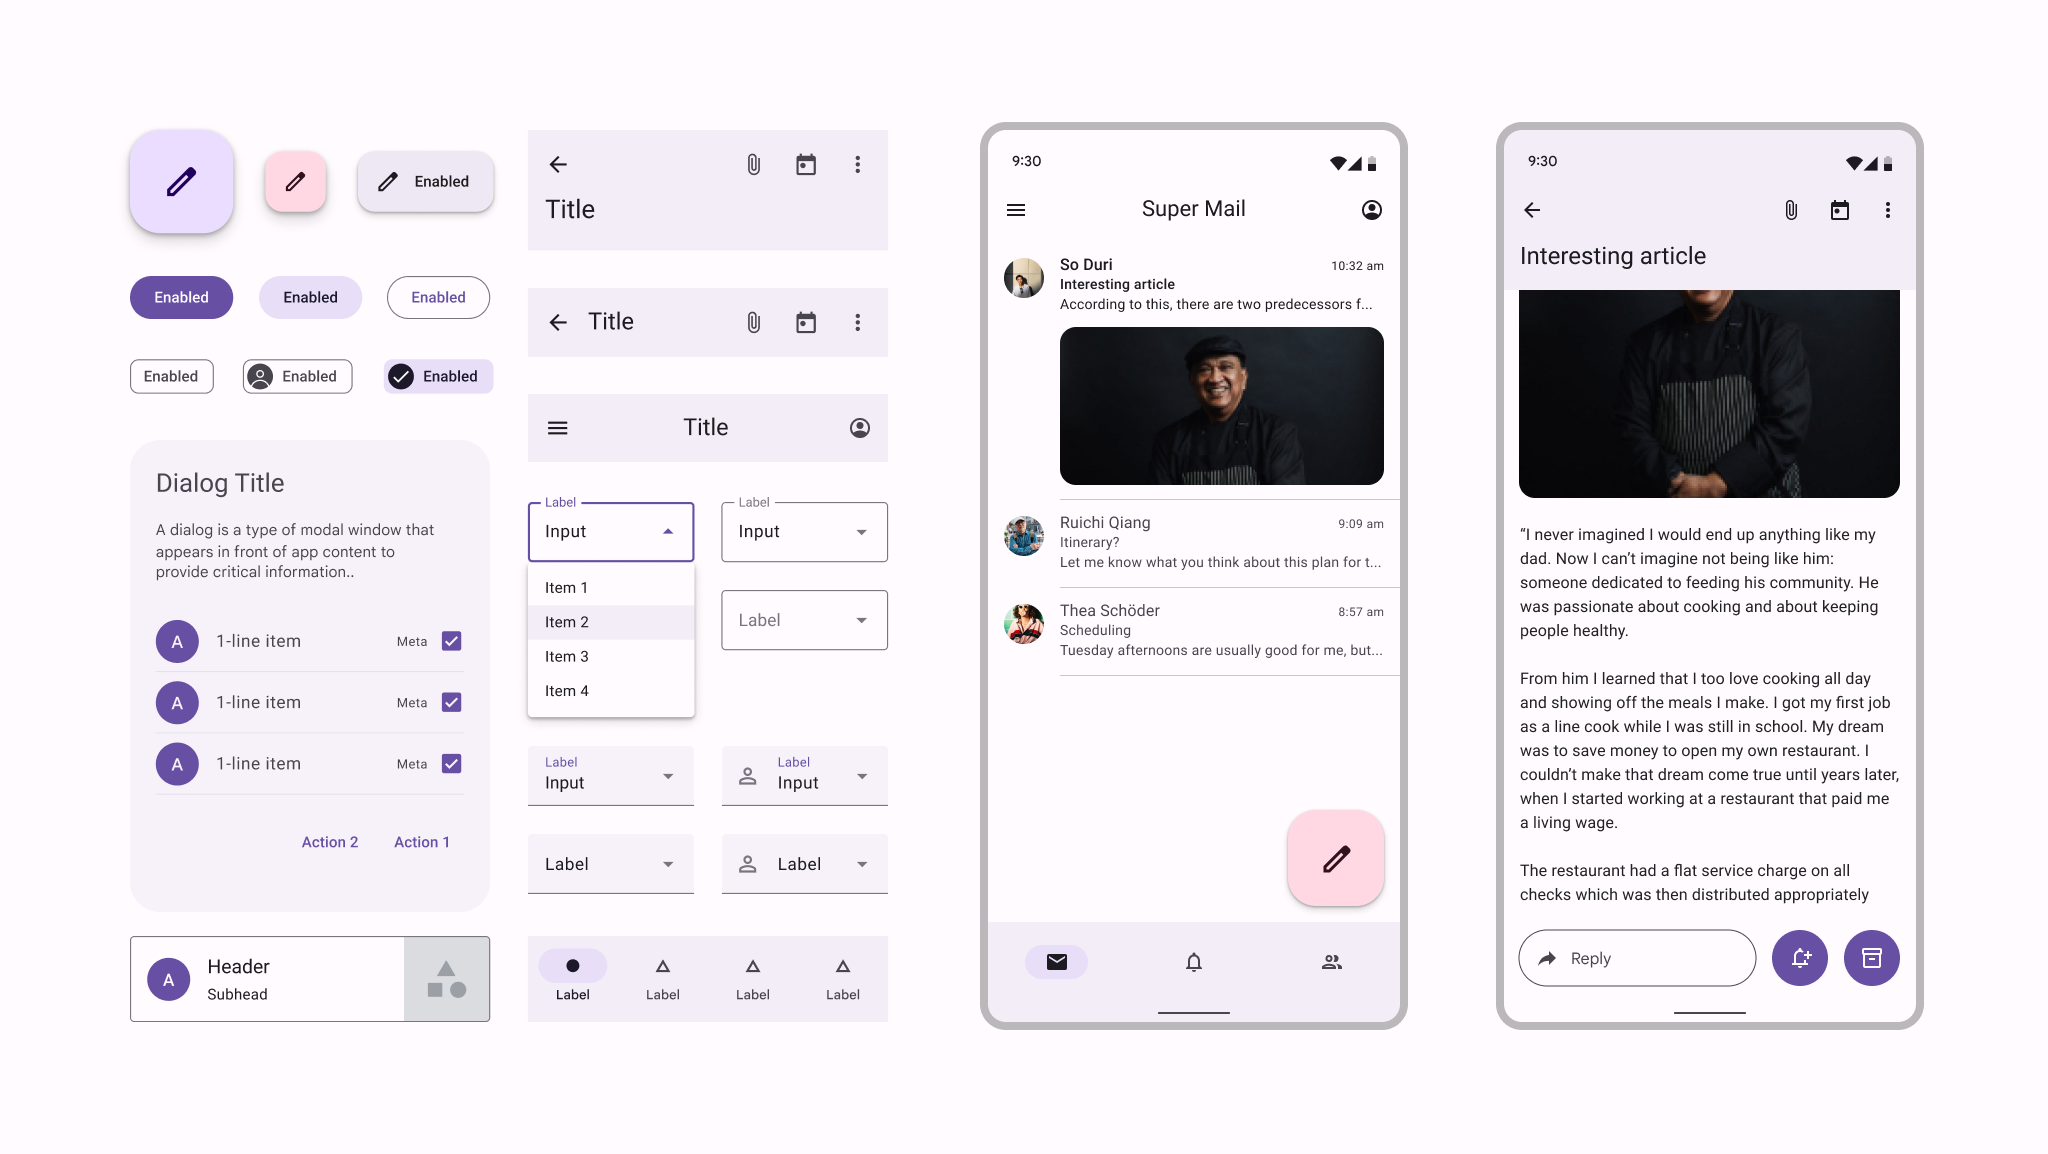 Enabled
Enabled
Enabled
Enabled
Enabled
Enabled
Enabled
Dialog Title
A dialog is a type of modal window that
appears in front of app content to
provide critical information..
A
1-line item
Meta
A
1-line item
Meta
A
1-line item
Meta
Action 2
Action 1
A
Header
Subhead
Title
Title
Title
Label
Input
Item 1
Item 2
Item 3
Item 4
Label
Input
Label
Label
Input
Label
Input
Label
Label
Label
Label
Label
Label
9:30
Super Mail
So Duri
10:32 am
Interesting article
According to this, there are two predecessors f...
Ruichi Qiang
9:09 am
Itinerary?
Let me know what you think about this plan for t...
Thea Schöder
8:57 am
Scheduling
Tuesday afternoons are usually good for me, but...
9:30
Interesting article
“I never imagined I would end up anything like my
dad. Now I can’t imagine not being like him:
someone dedicated to feeding his community. He
was passionate about cooking and about keeping
people healthy.
From him I learned that I too love cooking all day
and showing off the meals I make. I got my first job
as a line cook while I was still in school. My dream
was to save money to open my own restaurant. I
couldn’t make that dream come true until years later,
when I started working at a restaurant that paid me
a living wage.
The restaurant had a flat service charge on all
checks which was then distributed appropriately
Reply